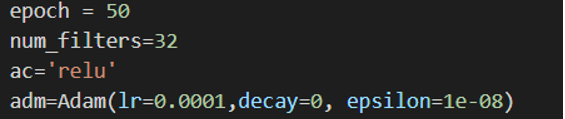 epoch = 50
num_filters=32
ac='relu'
adm=Adam(lr=0.0001,decay=0, epsilon=1e-08)